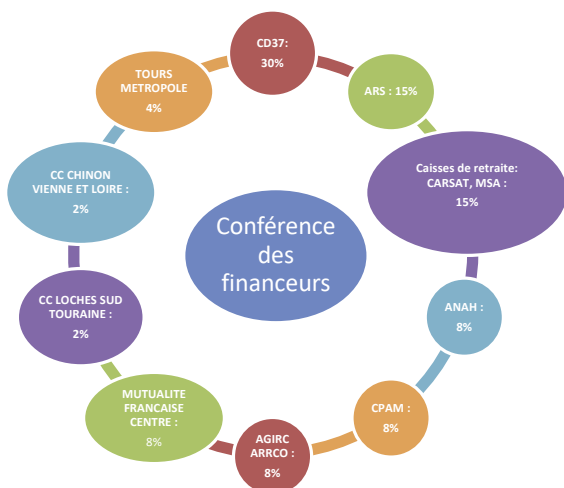 CD37:
30%
ARS : 15%
Caisses de retraite:
CARSAT, MSA :
15%
ANAH :
8%
CPAM :
8%
AGIRC
ARRCO :
8%
MUTUALITE
FRANCAISE
CENTRE :
8%
CC LOCHES SUD
TOURAINE :
2%
CC CHINON
VIENNE ET LOIRE :
2%
TOURS
METROPOLE
4%
Conférence
des
financeurs